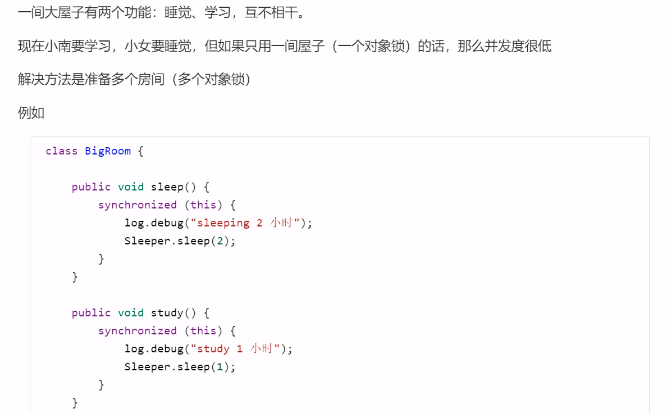 一间大屋子有两个功能：睡觉、学习，互不相干。
现在小南要学习，小女要睡觉，但如果只用一间屋子（一个对象锁）的话，那么并发度很低
解决方法是准备多个房间（多个对象锁）
例如
class BigRoom {
public void sleep() {
synchronized (this) {
log.debug("sleeping 2 小时");
Sleeper.sleep(2);
}
}
public void study() {
synchronized (this) {
log.debug("study 1 小时");
Sleeper.sleep(1);
}
}